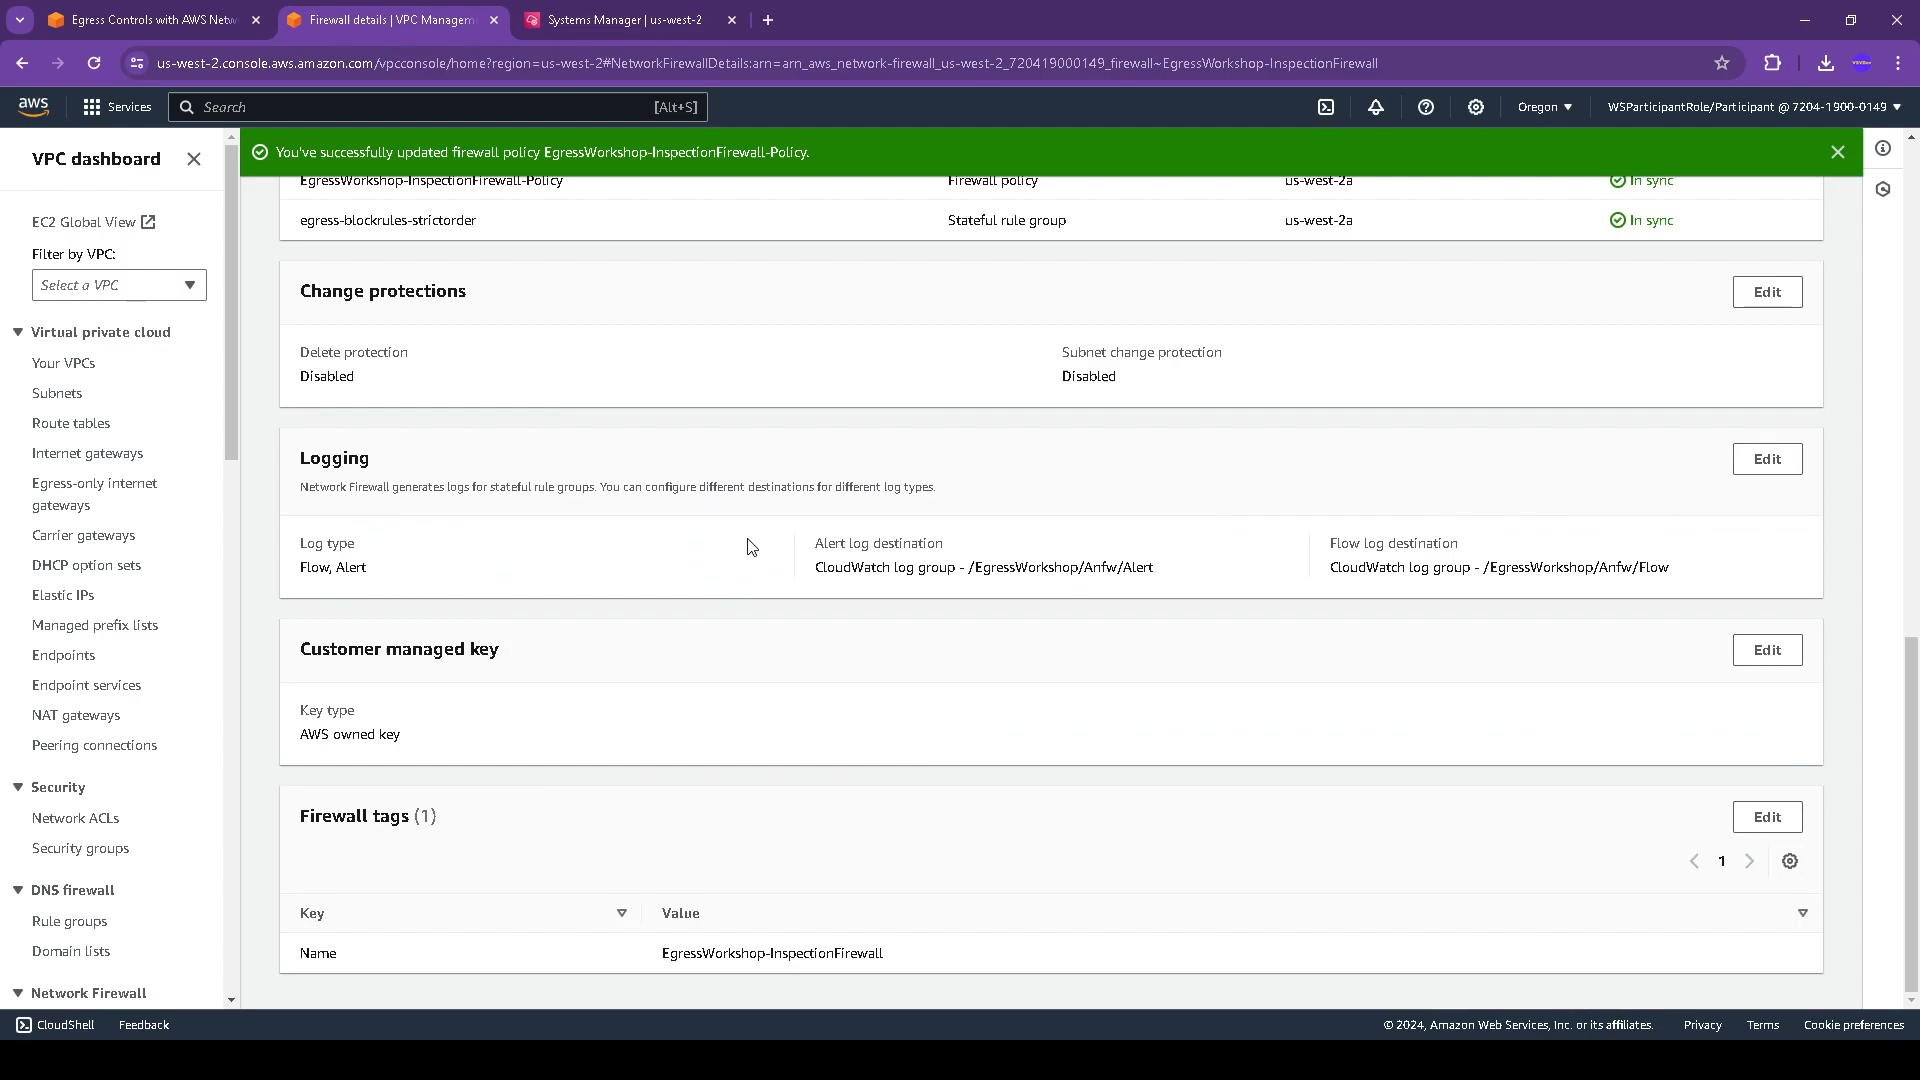 Egress Controls with AWS Netw
Firewall details | VPC Managem
Systems Manager | us-west-2
us-west-2.console.aws.amazon.com/vpcconsole/home?region=us-west-2#NetworkFirewallDetails:arn=arn_aws_network-firewall_us-west-2_720419000149_firewall~EgressWorkshop-InspectionFirewall
aws
Services
Search
[Alt+S]
Oregon
WSParticipantRole/Participant @ 7204-1900-0149
VPC dashboard
You've successfully updated firewall policy EgressWorkshop-InspectionFirewall-Policy.
EC2 Global View
Filter by VPC:
Select a VPC
Virtual private cloud
Your VPCs
Subnets
Route tables
Internet gateways
Egress-only internet
gateways
Carrier gateways
DHCP option sets
Elastic IPs
Managed prefix lists
Endpoints
Endpoint services
NAT gateways
Peering connections
Security
Network ACLs
Security groups
DNS firewall
Rule groups
Domain lists
Network Firewall
EgressWorkshop-InspectionFirewall-Policy Firewall policy us-west-2a In sync
egress-blockrules-strictorder Stateful rule group us-west-2a In sync
Change protections
Edit
Delete protection
Disabled
Subnet change protection
Disabled
Logging
Edit
Network Firewall generates logs for stateful rule groups. You can configure different destinations for different log types.
Log type
Flow, Alert
Alert log destination
CloudWatch log group - /EgressWorkshop/Anfw/Alert
Flow log destination
CloudWatch log group - /EgressWorkshop/Anfw/Flow
Customer managed key
Edit
Key type
AWS owned key
Firewall tags (1)
Edit
1
Key Value
Name EgressWorkshop-InspectionFirewall
CloudShell Feedback
© 2024, Amazon Web Services, Inc. or its affiliates. Privacy Terms Cookie preferences